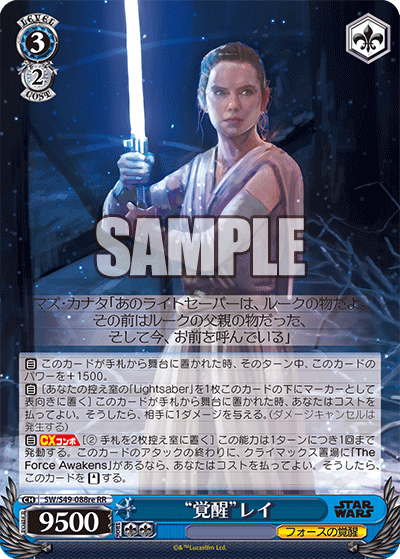 LEVEL
3
2
COST
SAMPLE
マズ・カナタ「あのライトセーバーは、ルークの物だよ。
その前はルークの父親の物だった、
そして今、お前を呼んでいる」
自 このカードが手札から舞台に置かれた時、そのターン中、このカードの
パワーを+1500。
自 [あなたの控え室の「Lightsaber」を1枚このカードの下にマーカーとして
表向きに置く] このカードが手札から舞台に置かれた時、あなたはコストを
払ってよい。そうしたら、相手に1ダメージを与える。(ダメージキャンセルは
発生する)
自 CXコンボ [② 手札を2枚控え室に置く] この能力は1ターンにつき1回まで
発動する。このカードのアタックの終わりに、クライマックス置場に「The
Force Awakens」があるなら、あなたはコストを払ってよい。そうしたら、
このカードを【スタンド】する。
CH SW/S49-088re RR
POWER
9500
SOUL
“覚醒”レイ
STAR
WARS
フォースの覚醒
©&™Lucasfilm Ltd.